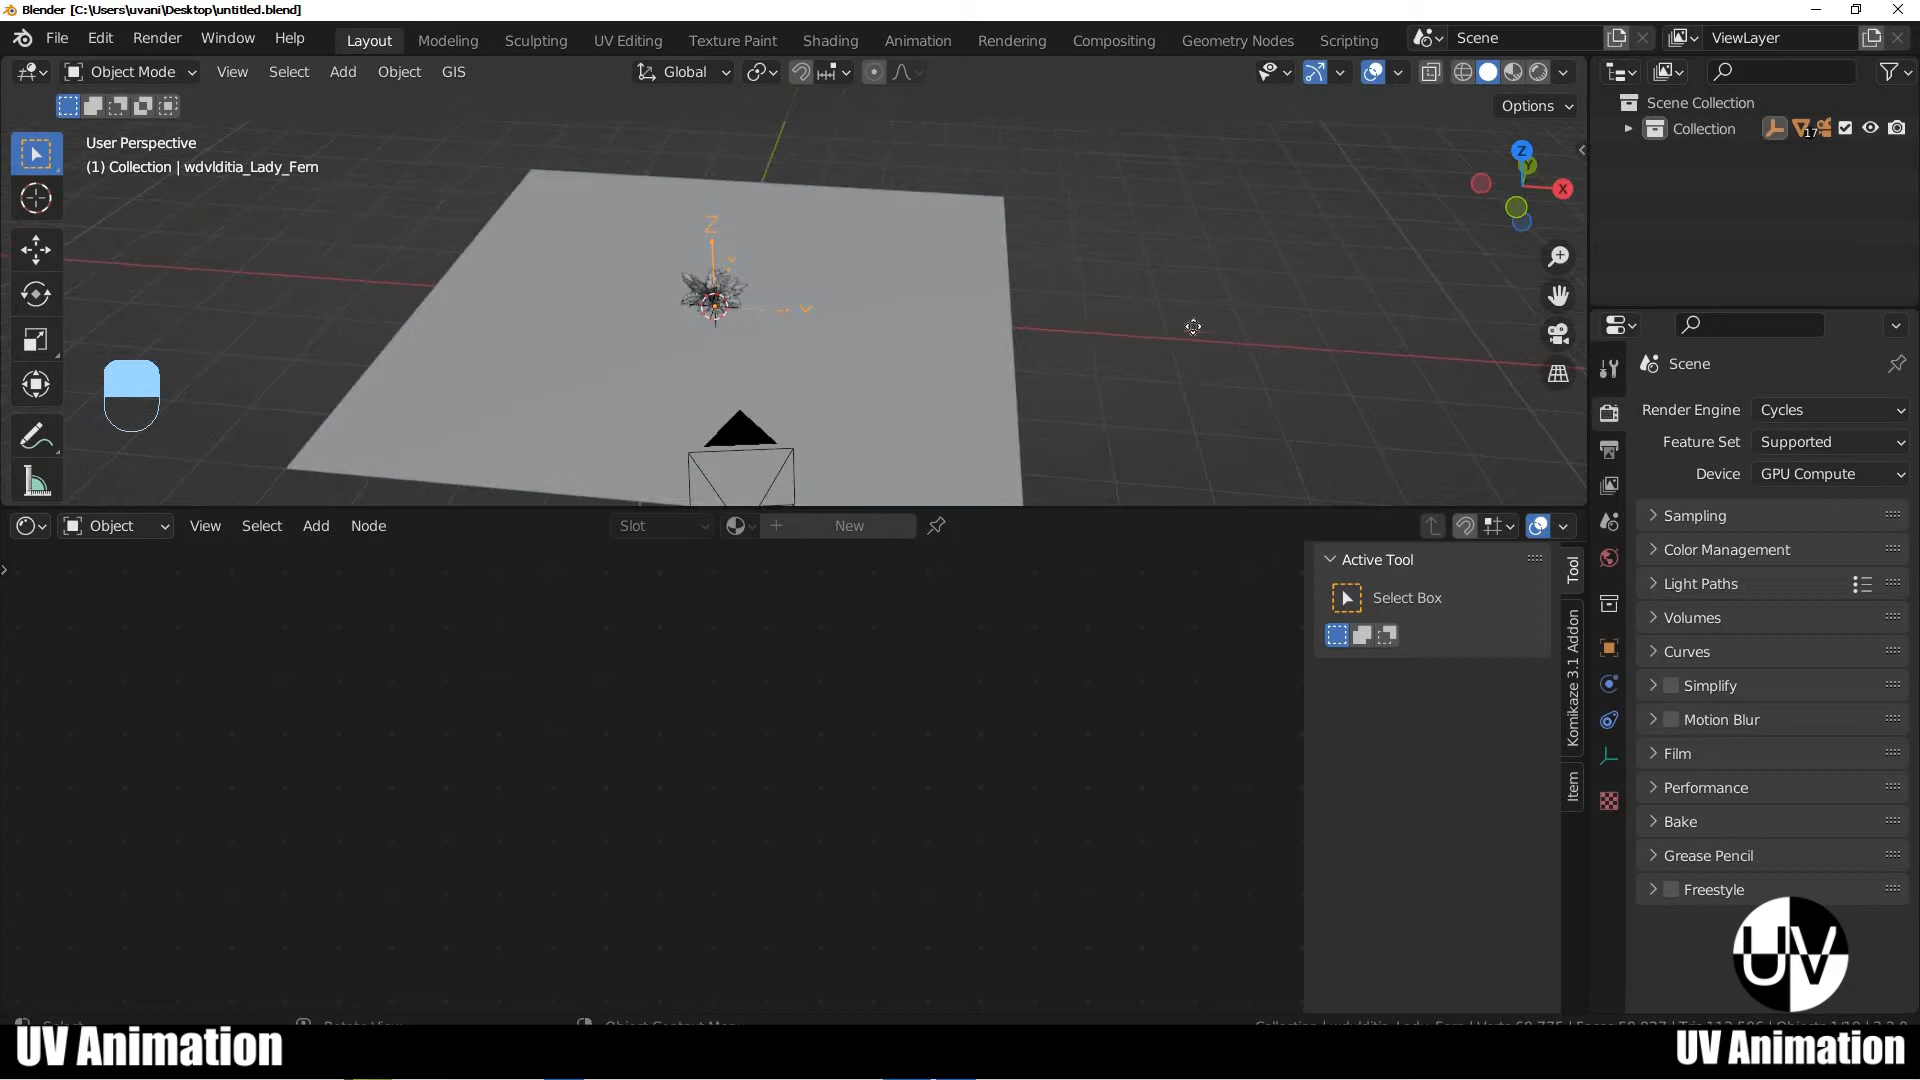 Blender [C:\Users\uvani\Desktop\untitled.blend]
File Edit Render Window Help Layout Modeling Sculpting UV Editing Texture Paint Shading Animation Rendering Compositing Geometry Nodes Scripting Scene ViewLayer
Object Mode View Select Add Object GIS Global
Options
User Perspective
(1) Collection | wdvlditia_Lady_Fern
Z
Z
Y
X
Scene Collection
Collection 17
Scene
Render Engine Cycles
Feature Set Supported
Device GPU Compute
Sampling
Color Management
Light Paths
Volumes
Curves
Simplify
Motion Blur
Film
Performance
Bake
Grease Pencil
Freestyle
Object View Select Add Node Slot New
Active Tool
Select Box
Tool
Komikaze 3.1 Addon
Item
UV
UV Animation
UV Animation